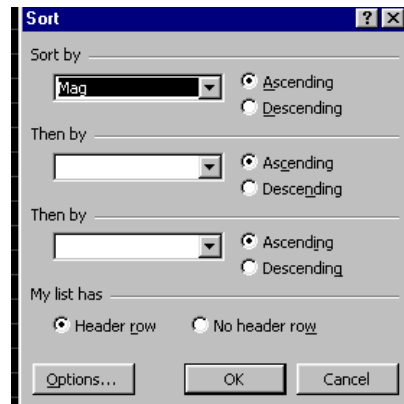 Sort
Sort by
Mag
Ascending
Descending
Then by
Ascending
Descending
Then by
Ascending
Descending
My list has
Header row No header row
Options... OK Cancel